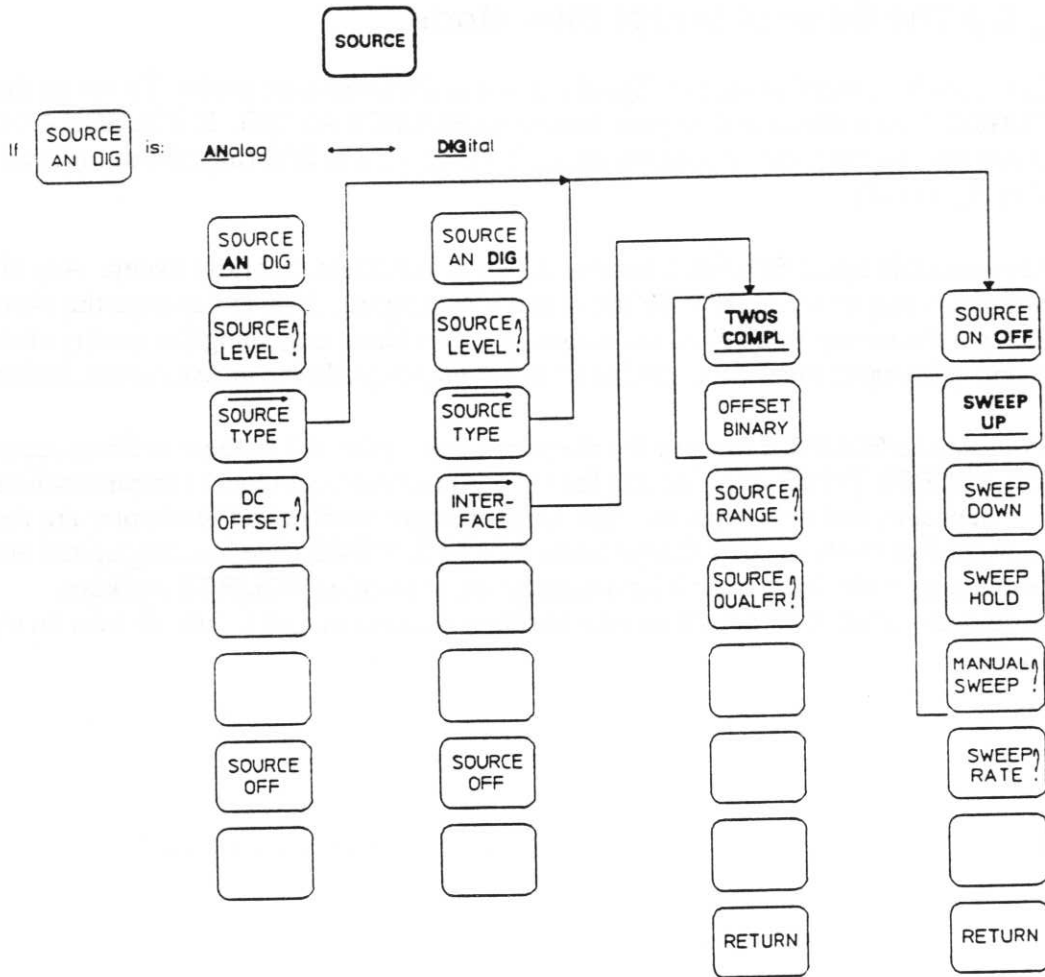 SOURCE
If
SOURCE
AN DIG
is:
ANalog
DIGital
SOURCE
AN DIG
SOURCE
LEVEL?
SOURCE
TYPE
DC
OFFSET?
SOURCE
OFF
SOURCE
AN DIG
SOURCE
LEVEL?
SOURCE
TYPE
INTER-
FACE
SOURCE
OFF
TWOS
COMPL
OFFSET
BINARY
SOURCE?
RANGE
SOURCE
QUALFR?
RETURN
SOURCE
ON OFF
SWEEP
UP
SWEEP
DOWN
SWEEP
HOLD
MANUAL
SWEEP?
SWEEP
RATE?
RETURN